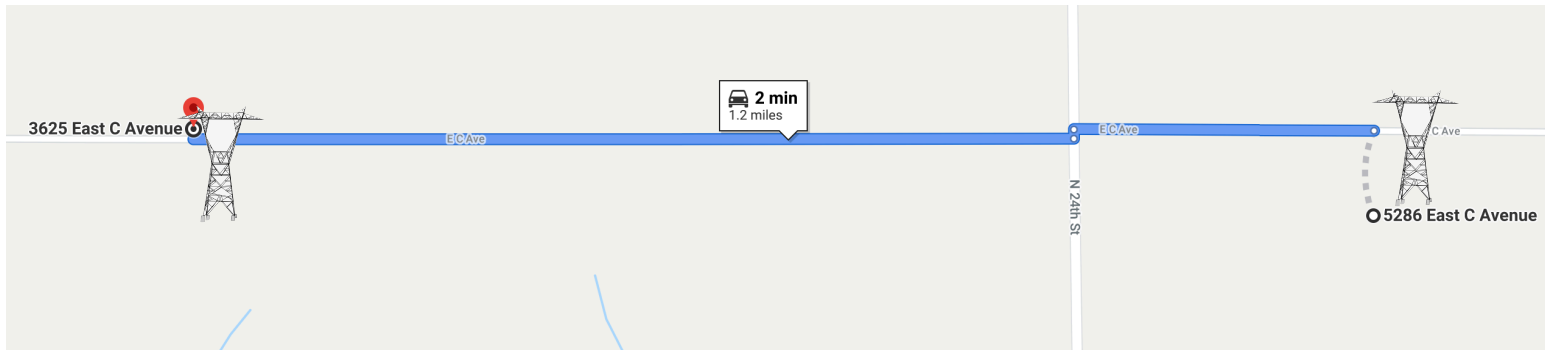 2 min
1.2 miles
3625 East C Avenue
E C Ave
E C Ave
C Ave
N 24th St
5286 East C Avenue